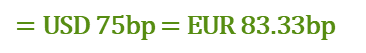 = USD 75bp = EUR 83.33bp